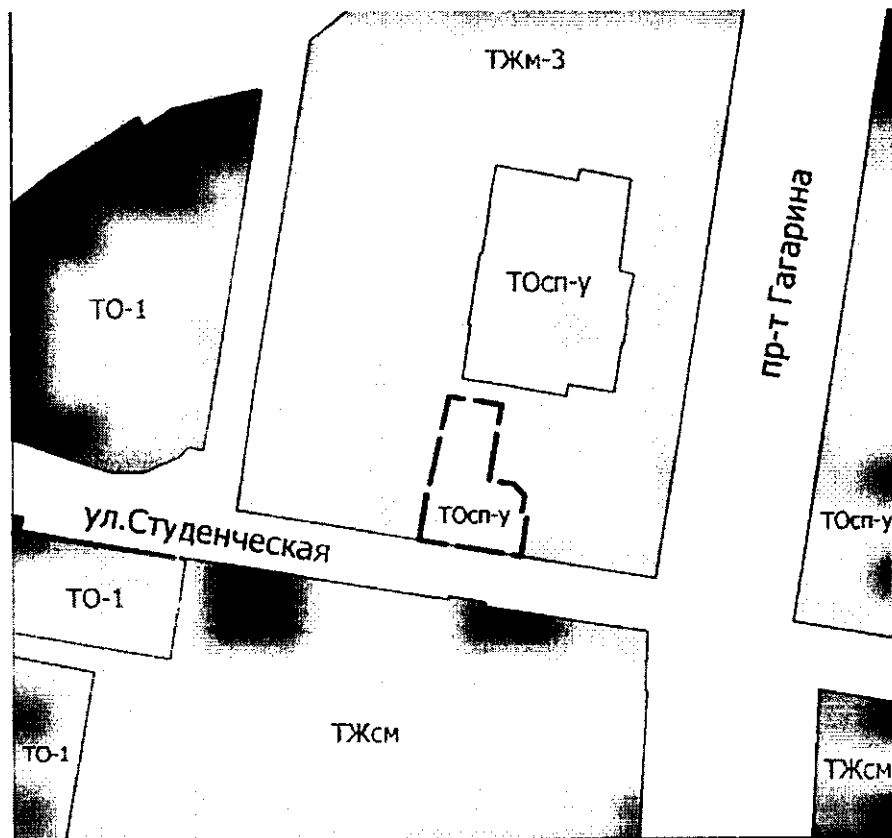 ТЖм-3
пр-т Гагарина
ТОсп-у
ТО-1
ТОсп-у
ТОсп-у
ул.Студенческая
ТО-1
ТЖсм
ТО-1
ТЖсм